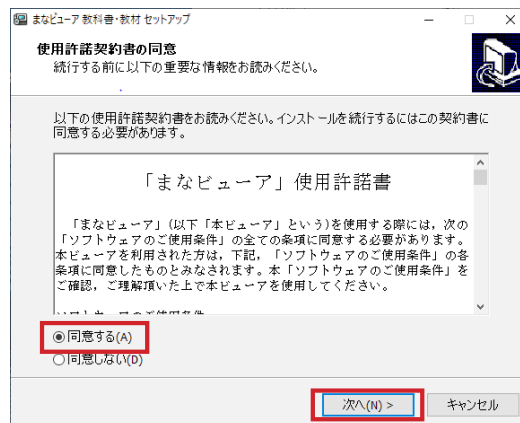 まなビューア 教科書・教材 セットアップ
使用許諾契約書の同意
続行する前に以下の重要な情報をお読みください。
以下の使用許諾契約書をお読みください。インストールを続行するにはこの契約書に
同意する必要があります。
「まなビューア」使用許諾書
「まなビューア」(以下「本ビューア」という)を使用する際には，次の
「ソフトウェアのご使用条件」の全ての条項に同意する必要があります。
本ビューアを利用された方は，下記，「ソフトウェアのご使用条件」の各
条項に同意したものとみなされます。本「ソフトウェアのご使用条件」を
ご確認，ご理解頂いた上で本ビューアを使用してください。
同意する(A)
同意しない(D)
次へ(N) >
キャンセル